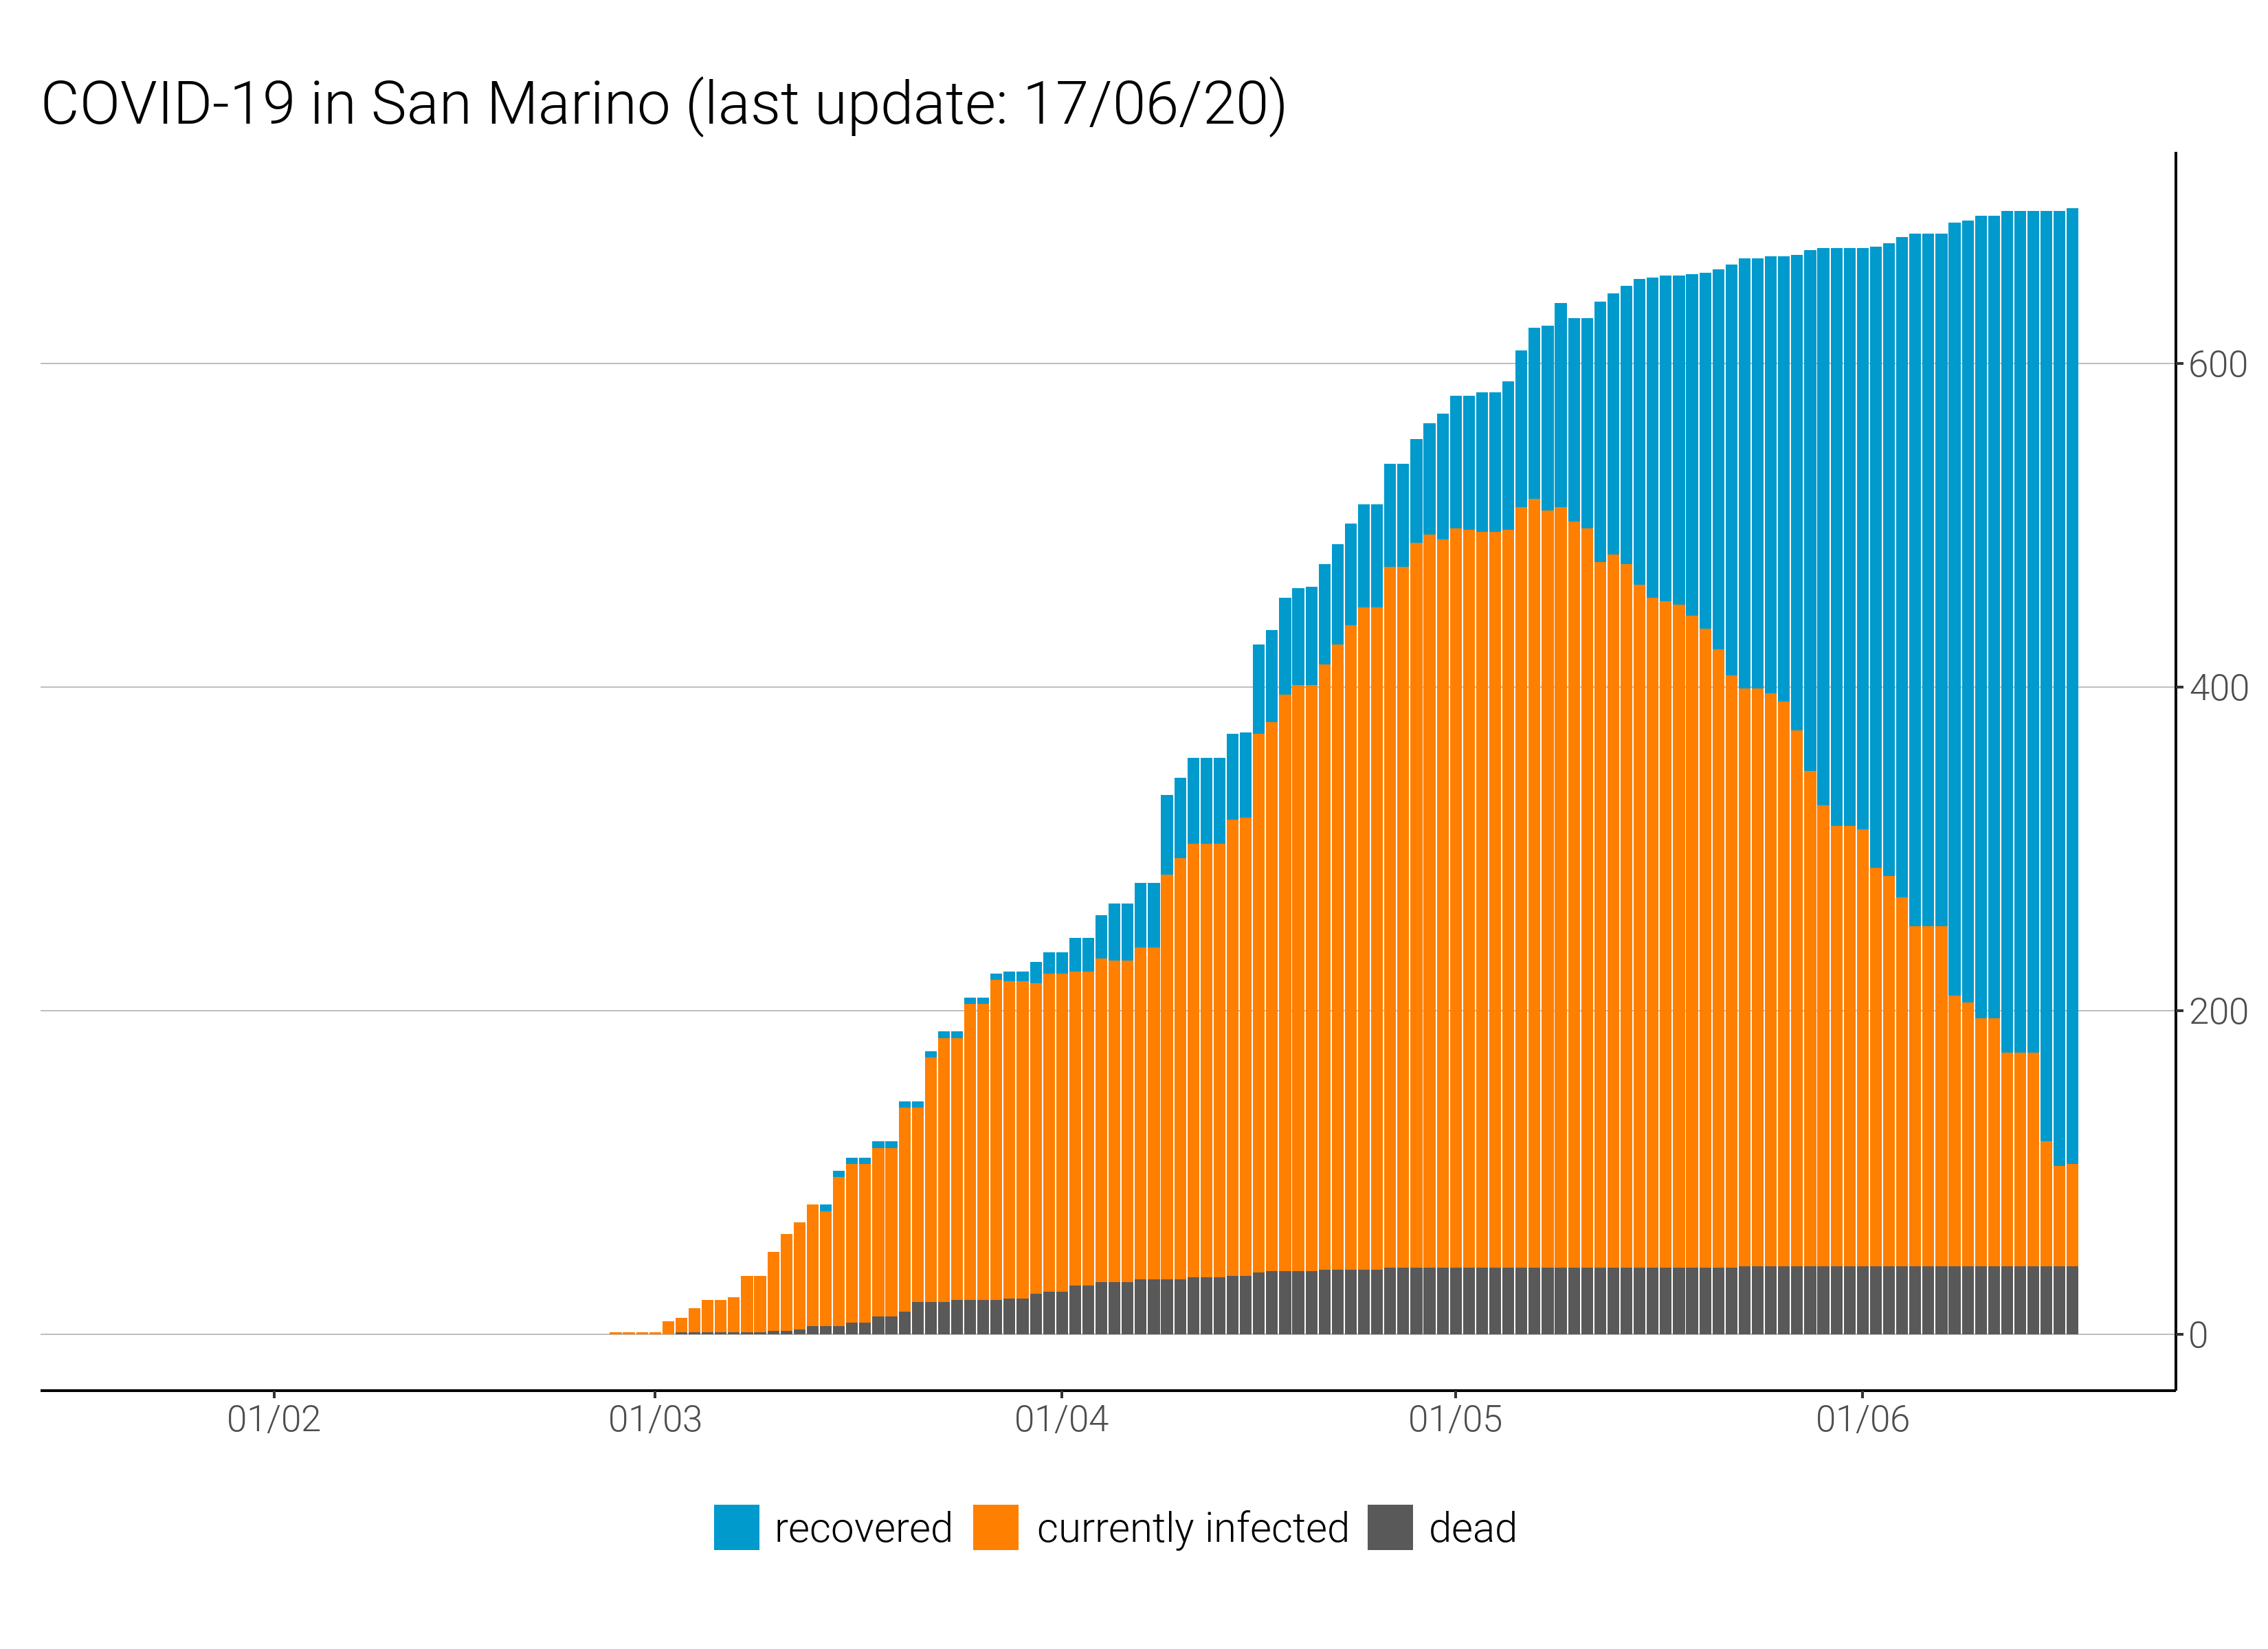 COVID-19 in San Marino (last update: 17/06/20)
600
400
200
0
01/02 01/03 01/04 01/05 01/06
recovered currently infected dead